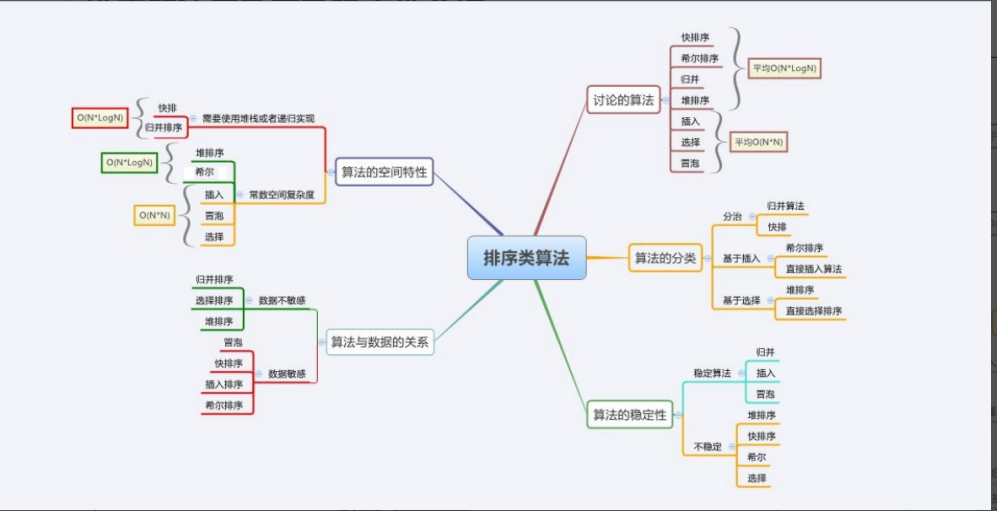 排序类算法
讨论的算法
快排序
希尔排序
归并
堆排序
平均O(N*LogN)
插入
选择
冒泡
平均O(N*N)
算法的分类
分治
归并算法
快排
基于插入
希尔排序
直接插入算法
基于选择
堆排序
直接选择排序
算法的稳定性
稳定算法
归并
插入
冒泡
不稳定
堆排序
快排序
希尔
选择
算法的空间特性
需要使用堆栈或者递归实现
快排
归并排序
O(N*LogN)
常数空间复杂度
堆排序
希尔
O(N*LogN)
插入
冒泡
选择
O(N*N)
算法与数据的关系
数据不敏感
归并排序
选择排序
堆排序
数据敏感
冒泡
快排序
插入排序
希尔排序